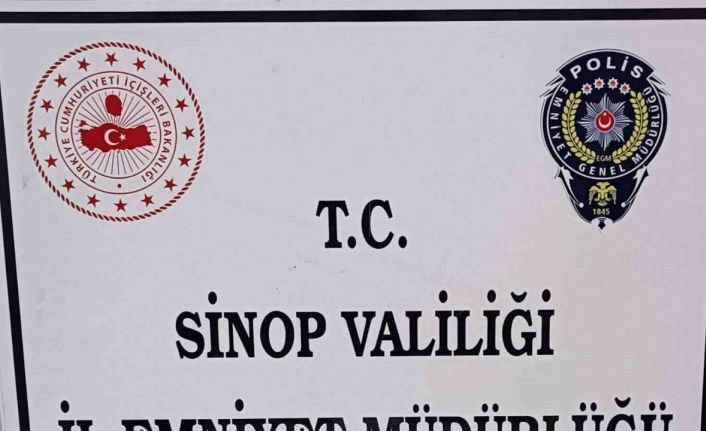 TÜRKİYE CUMHURİYETİ İÇİŞLERİ BAKANLIĞI
POLİS
EMNİYET GENEL MÜDÜRLÜĞÜ
EGM
1845
T.C.
SİNOP VALİLİĞİ
İL EMNİYET MÜDÜRLÜĞÜ